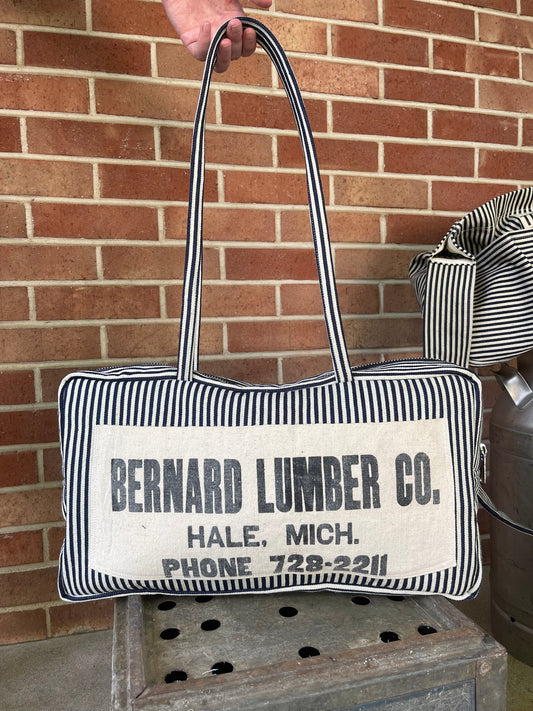 BERNARD LUMBER CO.
HALE, MICH.
PHONE 728-2211